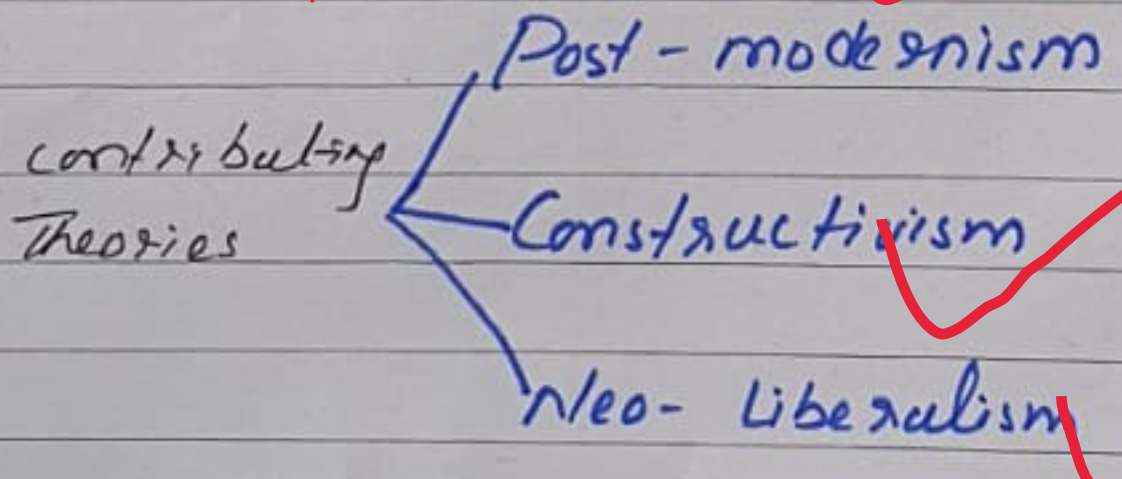 Post - modernism
contributing
Theories
Constructivism
Neo- Liberalism